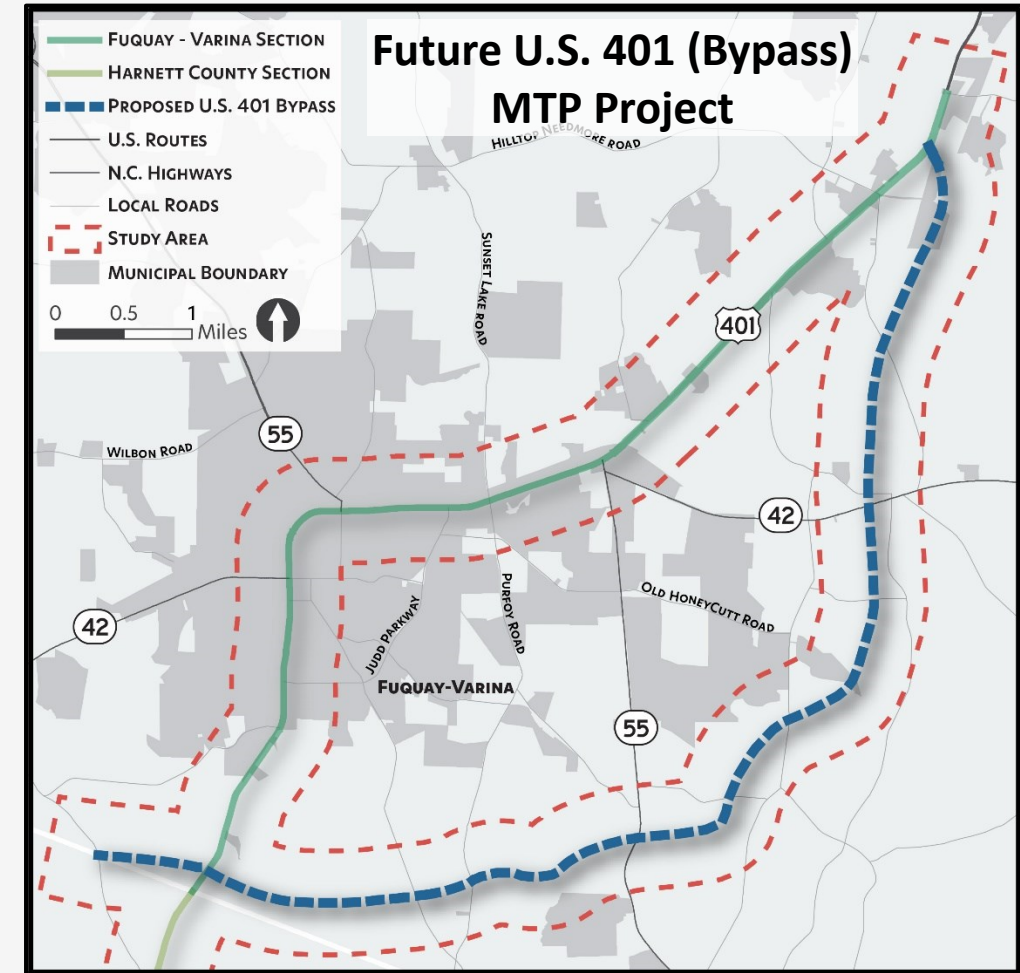 Future U.S. 401 (Bypass)
MTP Project
FUQUAY - VARINA SECTION
HARNETT COUNTY SECTION
PROPOSED U.S. 401 BYPASS
U.S. ROUTES
N.C. HIGHWAYS
LOCAL ROADS
STUDY AREA
MUNICIPAL BOUNDARY
0 0.5 1
Miles
HILLTOP NEEDMORE ROAD
SUNSET LAKE ROAD
401
55
WILBON ROAD
42
OLD HONEYCUTT ROAD
PURFOY ROAD
JUDD PARKWAY
42
FUQUAY-VARINA
55